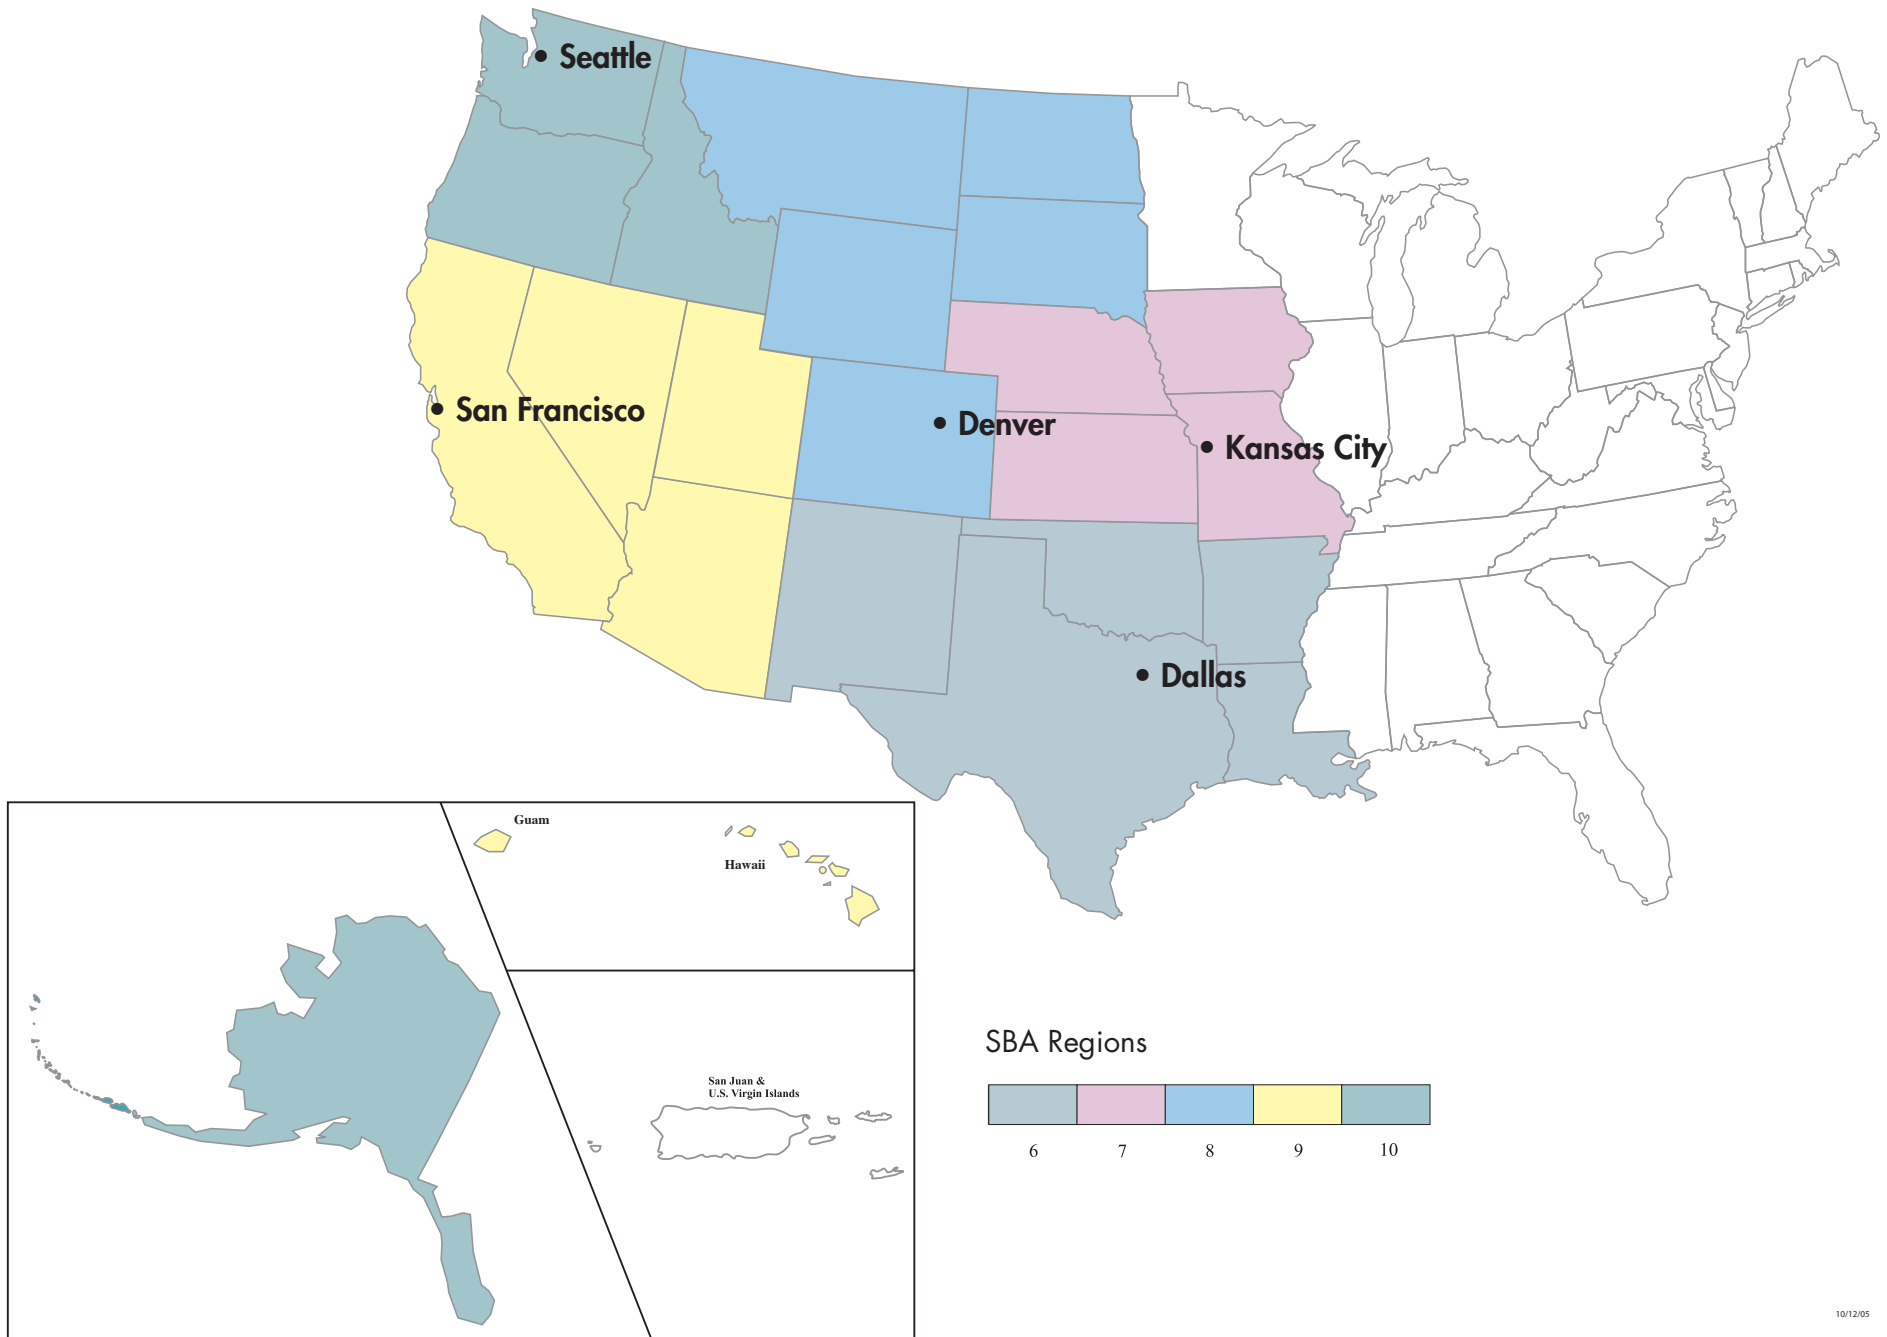 Seattle
San Francisco
Denver
Kansas City
Dallas
Guam
Hawaii
San Juan &
U.S. Virgin Islands
SBA Regions
6 7 8 9 10
10/12/05